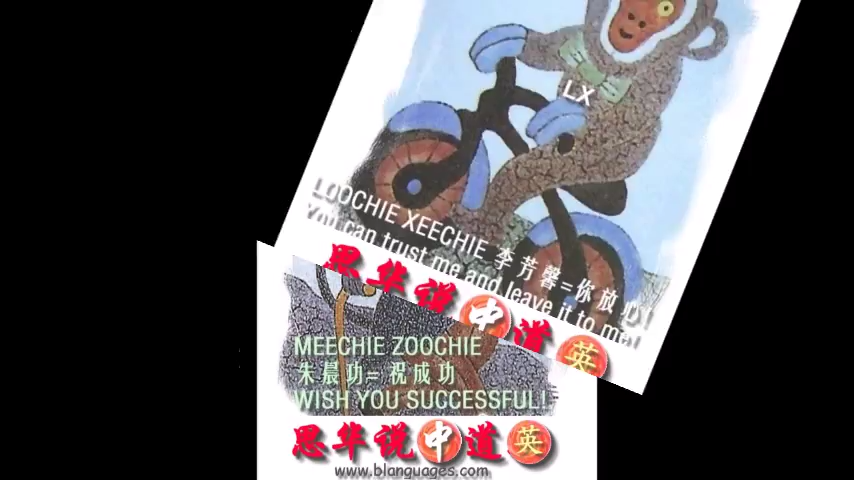 LX
LOOCHIE XEECHIE 李芳馨=你放心!
You can trust me and leave it to me!
思华说中道英
MEECHIE ZOOCHIE
朱晨功= 祝成功
WISH YOU SUCCESSFUL!
思华说中道英
www.blanguages.com